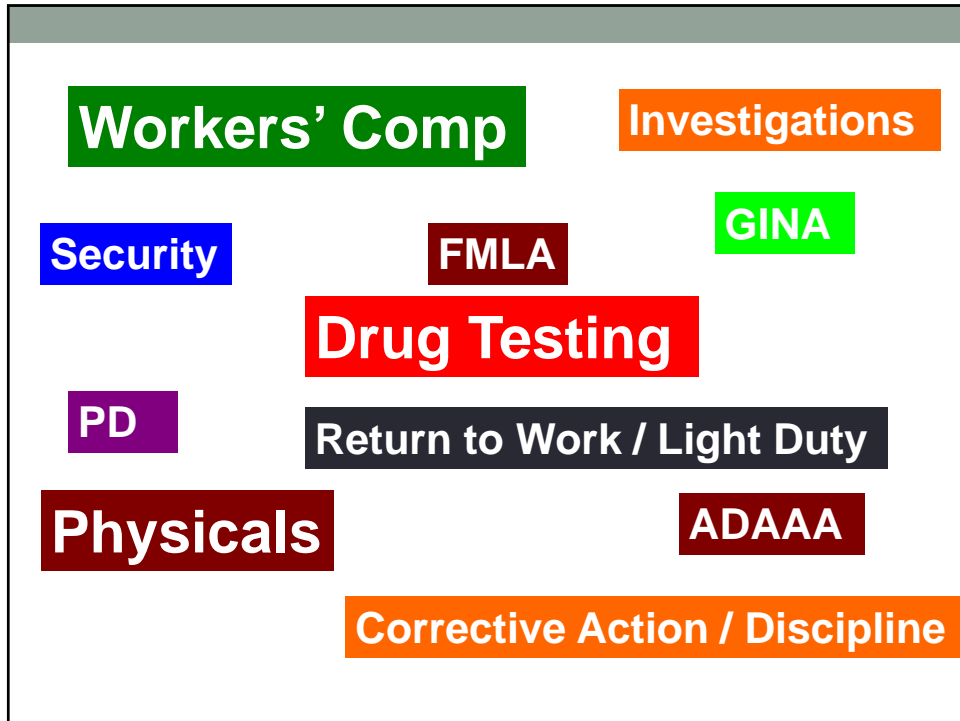 Workers’ Comp
Investigations
GINA
Security
FMLA
Drug Testing
PD
Return to Work / Light Duty
Physicals
ADAAA
Corrective Action / Discipline